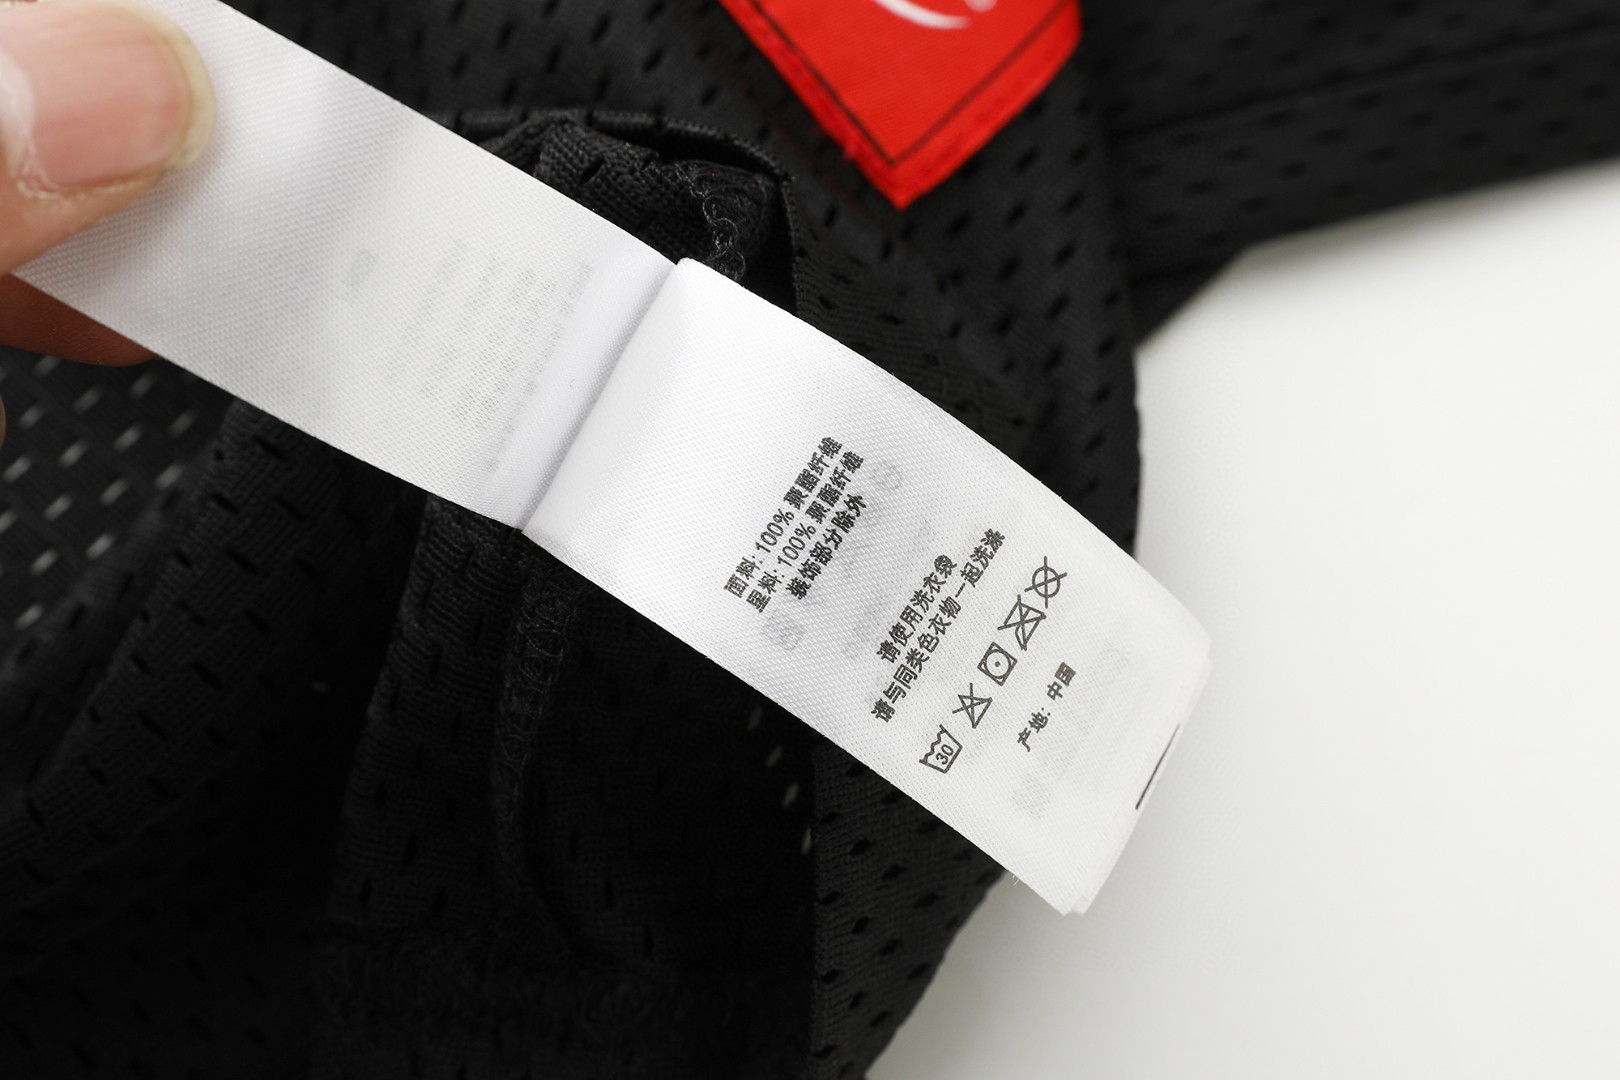 面料: 100% 聚酯纤维
里料: 100% 聚酯纤维
装饰部分除外
请使用洗衣袋
请与同类色衣物一起洗涤
30
产地: 中国